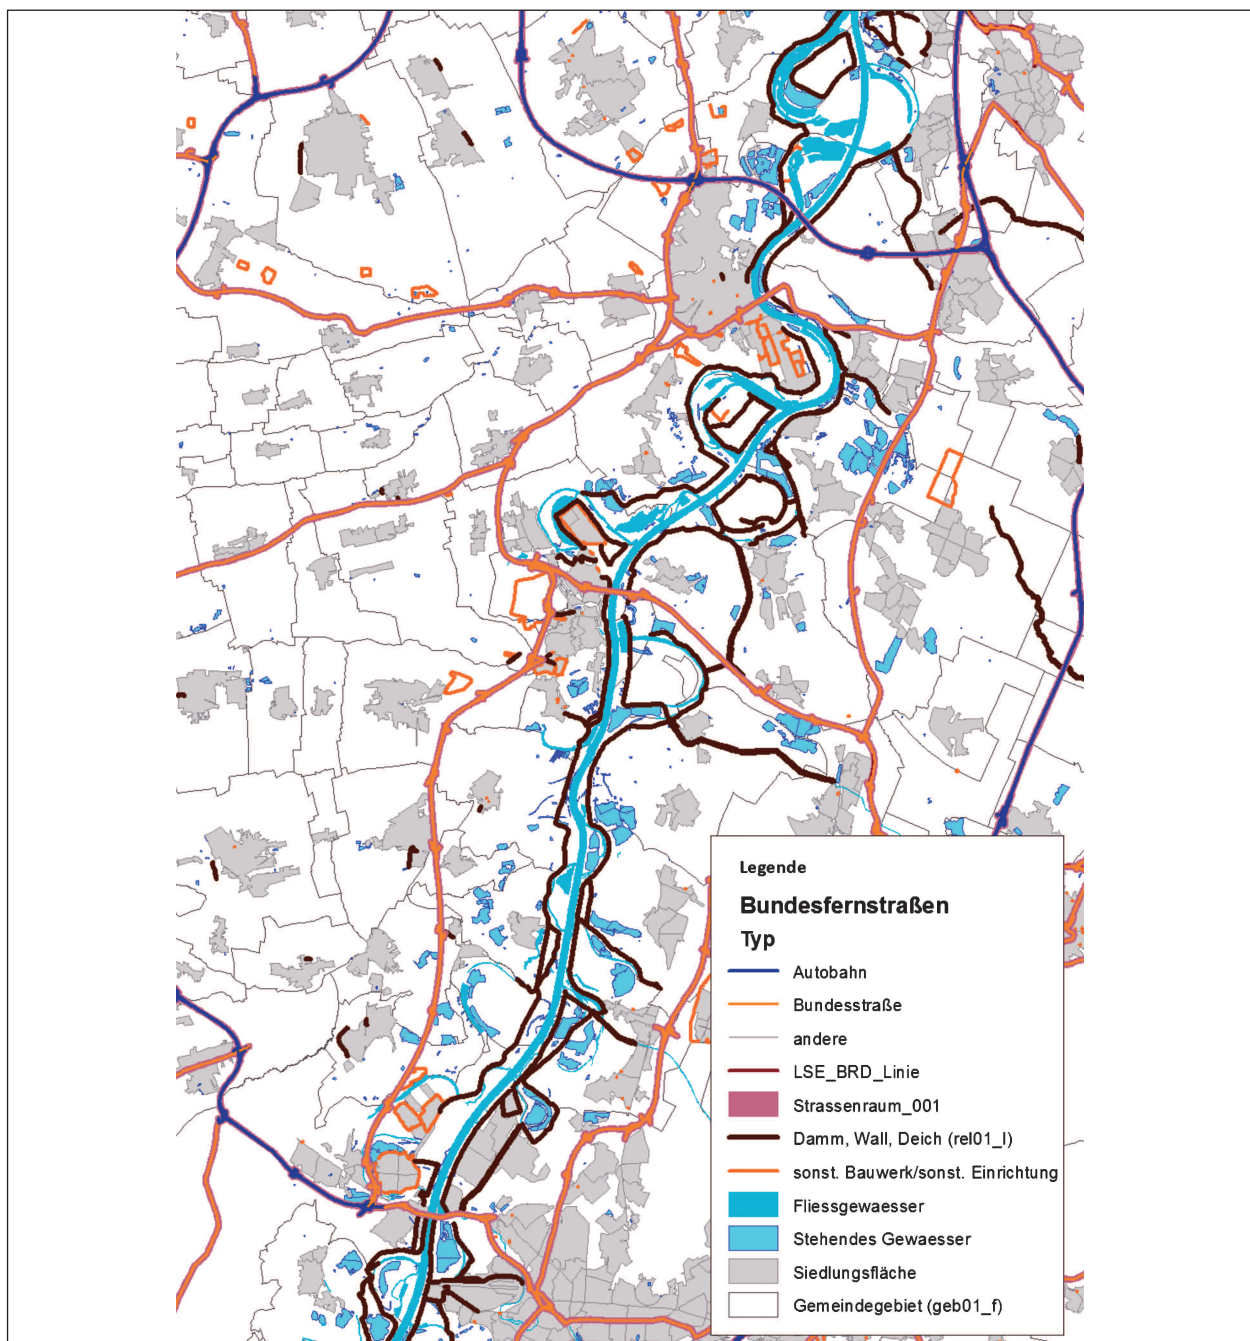 Legende
Bundesfernstraßen
Typ
Autobahn
Bundesstraße
andere
LSE_BRD_Linie
Strassenraum_001
Damm, Wall, Deich (rel01_l)
sonst. Bauwerk/sonst. Einrichtung
Fliessgewaesser
Stehendes Gewaesser
Siedlungsfläche
Gemeindegebiet (geb01_f)